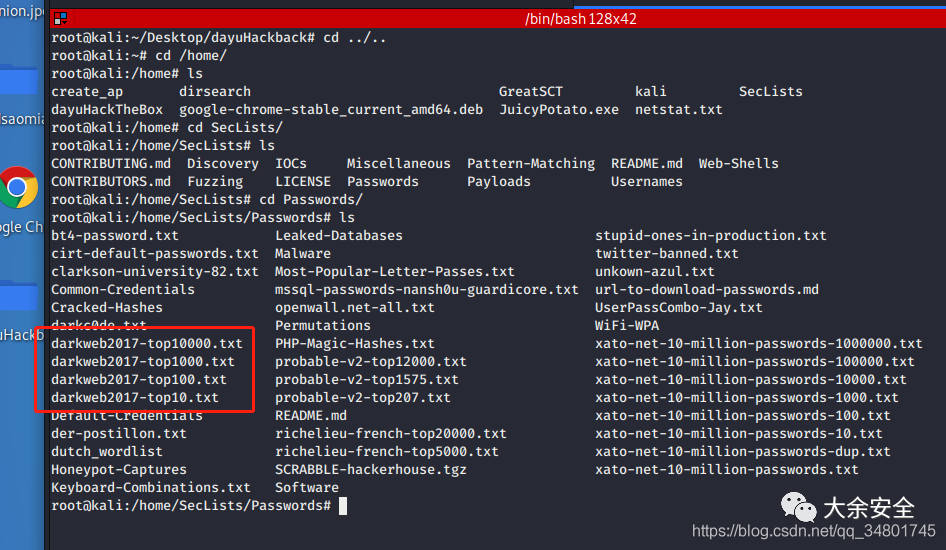 nion.jp
/bin/bash 128x42
root@kali:~/Desktop/dayuHackback# cd ../..
root@kali:~# cd /home/
root@kali:/home# ls
create_ap dirsearch GreatSCT kali SecLists
dayuHackTheBox google-chrome-stable_current_amd64.deb JuicyPotato.exe netstat.txt
saomia
root@kali:/home# cd SecLists/
root@kali:/home/SecLists# ls
CONTRIBUTING.md Discovery IOCs Miscellaneous Pattern-Matching README.md Web-Shells
CONTRIBUTORS.md Fuzzing LICENSE Passwords Payloads Usernames
root@kali:/home/SecLists# cd Passwords/
root@kali:/home/SecLists/Passwords# ls
ogle Ch
bt4-password.txt Leaked-Databases stupid-ones-in-production.txt
cirt-default-passwords.txt Malware twitter-banned.txt
clarkson-university-82.txt Most-Popular-Letter-Passes.txt unkown-azul.txt
Common-Credentials mssql-passwords-nansh0u-guardicore.txt url-to-download-passwords.md
Cracked-Hashes openwall.net-all.txt UserPassCombo-Jay.txt
darkc0de.txt Permutations WiFi-WPA
uHackb
darkweb2017-top10000.txt PHP-Magic-Hashes.txt xato-net-10-million-passwords-1000000.txt
darkweb2017-top1000.txt probable-v2-top12000.txt xato-net-10-million-passwords-100000.txt
darkweb2017-top100.txt probable-v2-top1575.txt xato-net-10-million-passwords-10000.txt
darkweb2017-top10.txt probable-v2-top207.txt xato-net-10-million-passwords-1000.txt
Default-Credentials README.md xato-net-10-million-passwords-100.txt
der-postillon.txt richelieu-french-top20000.txt xato-net-10-million-passwords-10.txt
dutch_wordlist richelieu-french-top5000.txt xato-net-10-million-passwords-dup.txt
Honeypot-Captures SCRABBLE-hackerhouse.tgz xato-net-10-million-passwords.txt
Keyboard-Combinations.txt Software
root@kali:/home/SecLists/Passwords#
大余安全
https://blog.csdn.net/qq_34801745